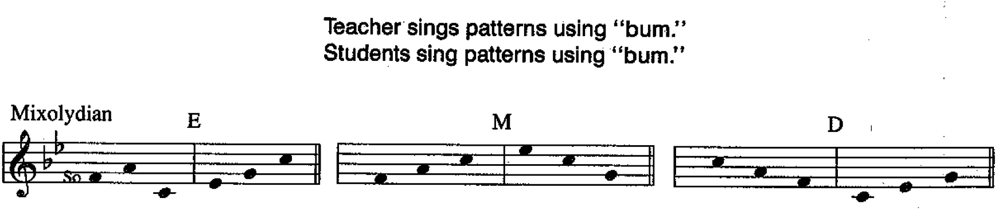 Teacher sings patterns using “bum.”
Students sing patterns using “bum.”
Mixolydian
E
M
D
So